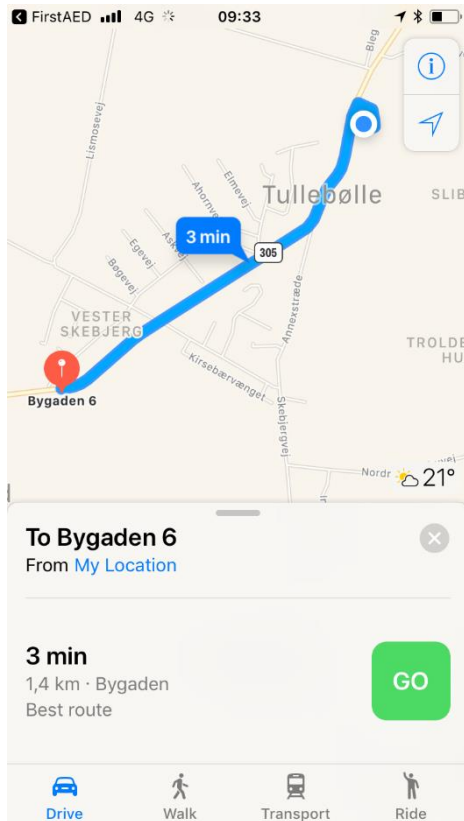 FirstAED 4G 09:33
Bleg
Lismosevej
Elmevej
Ahornvej
Tullebølle
SLIB
3 min
Askvej
305
Egevej
Bøgevej
Annexstræde
VESTER
SKEBJERG
TROLDE
HU
Kirsebærvænget
Bygaden 6
Skebjergvej
Nordr
21°
To Bygaden 6
From My Location
3 min
1,4 km · Bygaden
Best route
GO
Drive Walk Transport Ride